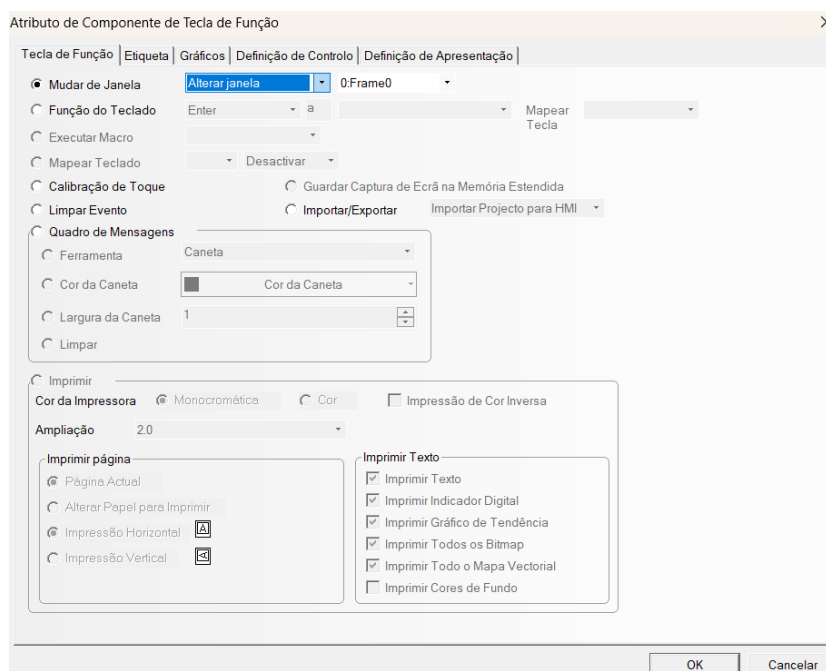 Atributo de Componente de Tecla de Função
Tecla de Função Etiqueta Gráficos Definição de Controlo Definição de Apresentação
Mudar de Janela Alterar janela 0:Frame0
Função do Teclado Enter a Mapear Tecla
Executar Macro
Mapear Teclado Desactivar
Calibração de Toque Guardar Captura de Ecrã na Memória Estendida
Limpar Evento Importar/Exportar Importar Projecto para HMI
Quadro de Mensagens
Ferramenta Caneta
Cor da Caneta Cor da Caneta
Largura da Caneta 1
Limpar
Imprimir
Cor da Impressora Monocromática Cor Impressão de Cor Inversa
Ampliação 2.0
Imprimir página
Página Actual
Alterar Papel para Imprimir
Impressão Horizontal A
Impressão Vertical A
Imprimir Texto
Imprimir Texto
Imprimir Indicador Digital
Imprimir Gráfico de Tendência
Imprimir Todos os Bitmap
Imprimir Todo o Mapa Vectorial
Imprimir Cores de Fundo
OK Cancelar